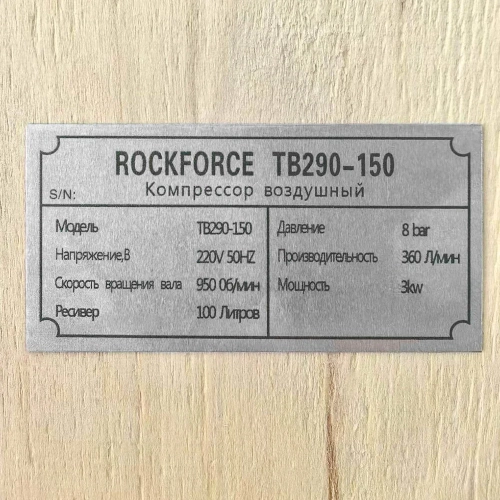 ROCKFORCE TB290-150
S/N: Компрессор воздушный
Модель TB290-150
Напряжение,В 220V 50HZ
Скорость вращения вала 950 Об/мин
Ресивер 100 Литров
Давление 8 bar
Производительность 360 Л/мин
Мощность 3kw